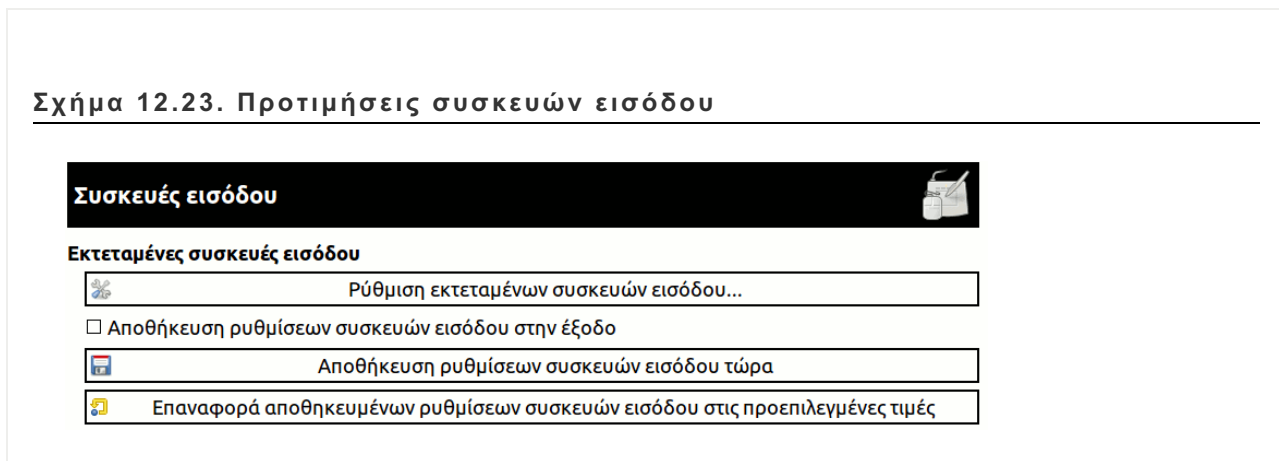 Σχήμα 12.23. Προτιμήσεις συσκευών εισόδου
Συσκευές εισόδου
Εκτεταμένες συσκευές εισόδου
Ρύθμιση εκτεταμένων συσκευών εισόδου...
Αποθήκευση ρυθμίσεων συσκευών εισόδου στην έξοδο
Αποθήκευση ρυθμίσεων συσκευών εισόδου τώρα
Επαναφορά αποθηκευμένων ρυθμίσεων συσκευών εισόδου στις προεπιλεγμένες τιμές